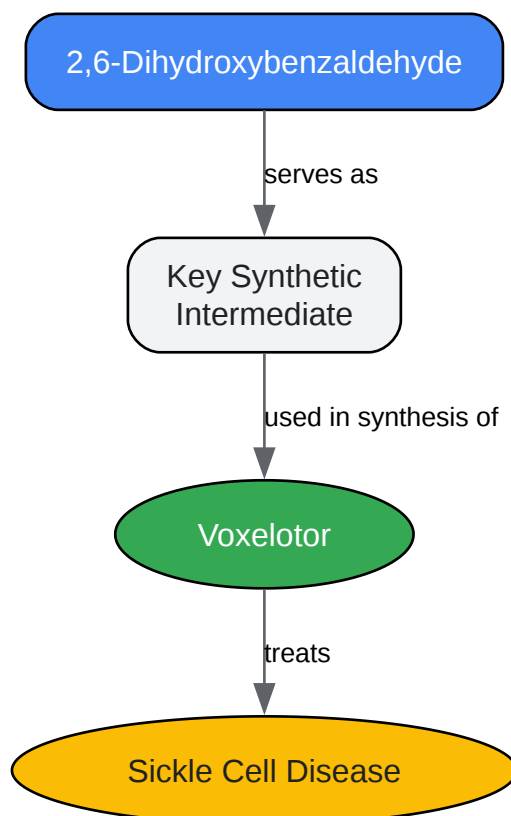 2,6-Dihydroxybenzaldehyde
serves as
Key Synthetic
Intermediate
used in synthesis of
Voxelotor
treats
Sickle Cell Disease